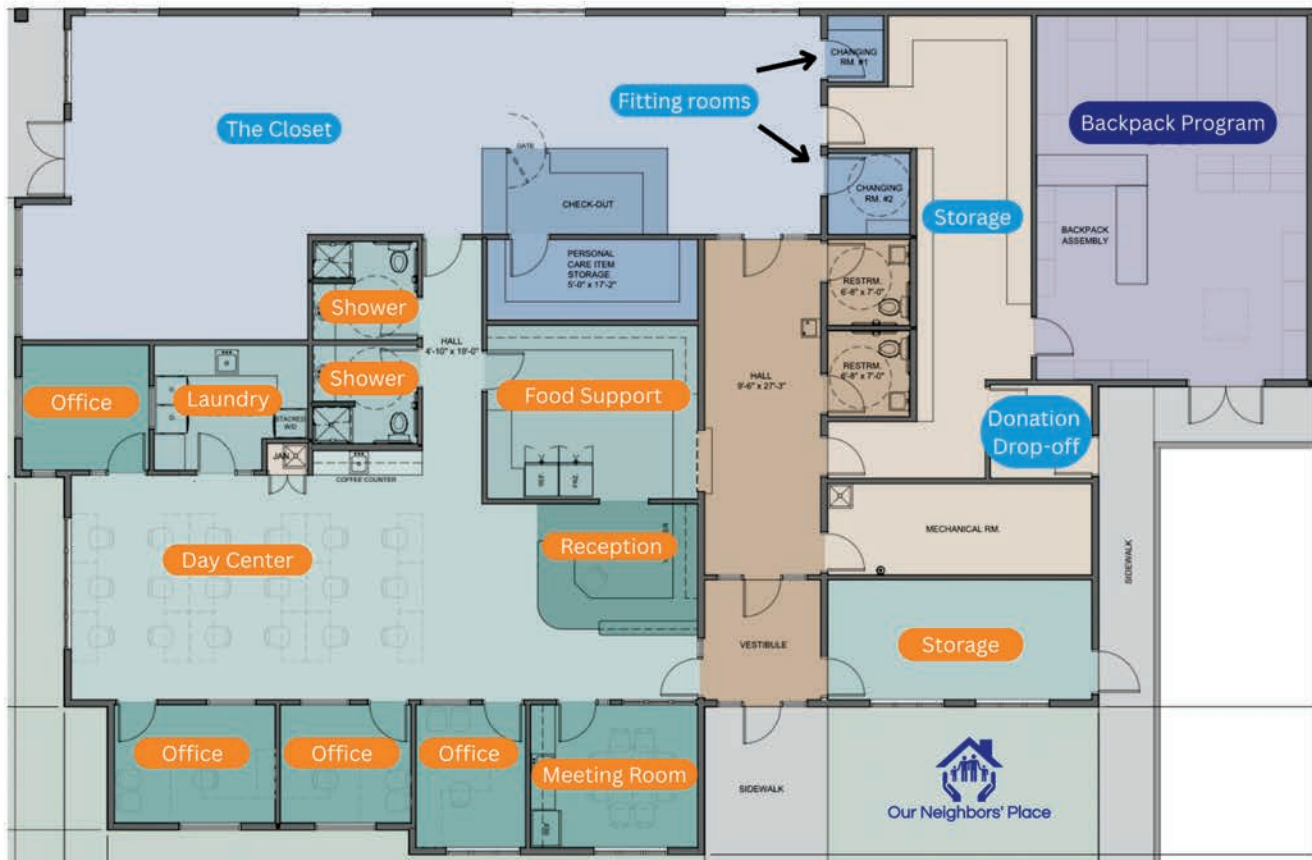 CHANGING
RM. #1
Fitting rooms
The Closet
Backpack Program
GATE
CHECK-OUT
CHANGING
RM. #2
Storage
BACKPACK
ASSEMBLY
PERSONAL
CARE ITEM
STORAGE
5'-0" x 17'-2"
RESTRM.
6'-8" x 7'-0"
Shower
HALL
4'-10" x 19'-0"
HALL
9'-6" x 27'-3"
RESTRM.
6'-8" x 7'-0"
Shower
Office
Laundry
STACKED
W/D
Food Support
Donation
Drop-off
JAN
COFFEE COUNTER
REF.
FRZ.
MECHANICAL RM.
Day Center
Reception
SIDEWALK
VESTIBULE
Storage
Office
Office
Office
Meeting Room
SIDEWALK
Our Neighbors' Place